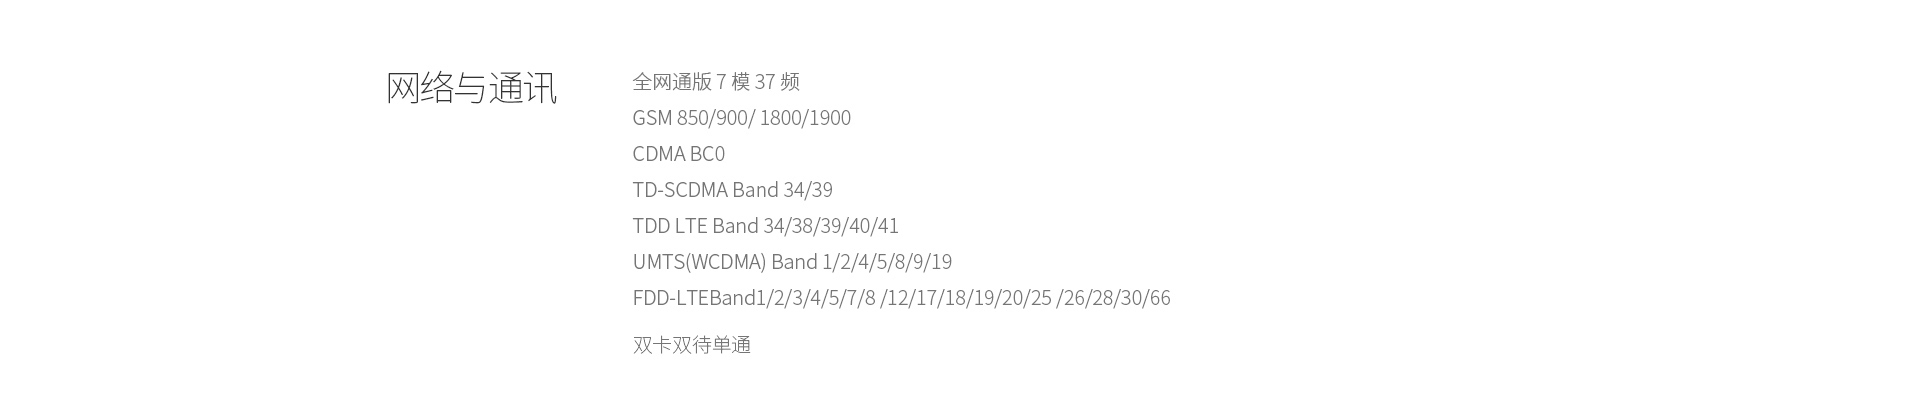 网络与通讯
全网通版 7 模 37 频
GSM 850/900/ 1800/1900
CDMA BC0
TD-SCDMA Band 34/39
TDD LTE Band 34/38/39/40/41
UMTS(WCDMA) Band 1/2/4/5/8/9/19
FDD-LTEBand1/2/3/4/5/7/8 /12/17/18/19/20/25 /26/28/30/66
双卡双待单通